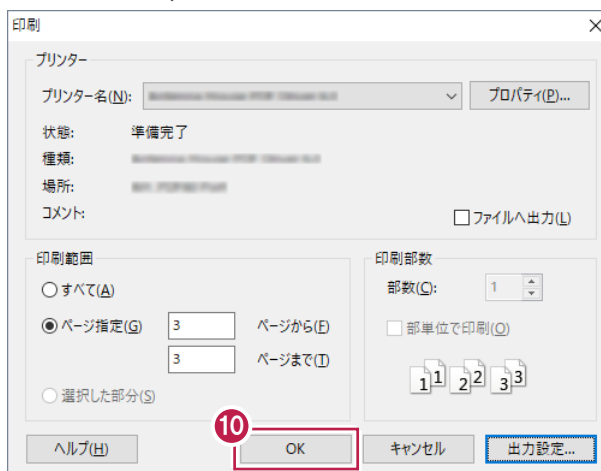 印刷
プリンター
プリンター名(N):
プロパティ(P)...
状態: 準備完了
種類:
場所:
コメント:
ファイルへ出力(L)
印刷範囲
すべて(A)
ページ指定(G) 3 ページから(F)
3 ページまで(T)
選択した部分(S)
印刷部数
部数(C): 1
部単位で印刷(O)
1 1 2 2 3 3
10
ヘルプ(H) OK キャンセル 出力設定...